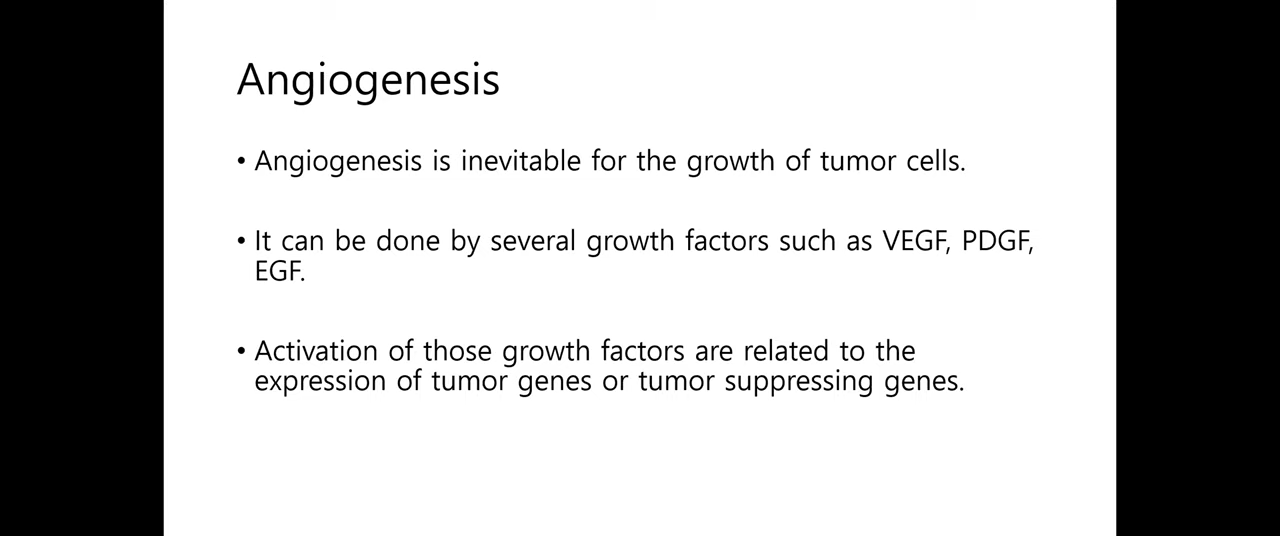 Angiogenesis
• Angiogenesis is inevitable for the growth of tumor cells.
• It can be done by several growth factors such as VEGF, PDGF,
EGF.
• Activation of those growth factors are related to the
expression of tumor genes or tumor suppressing genes.